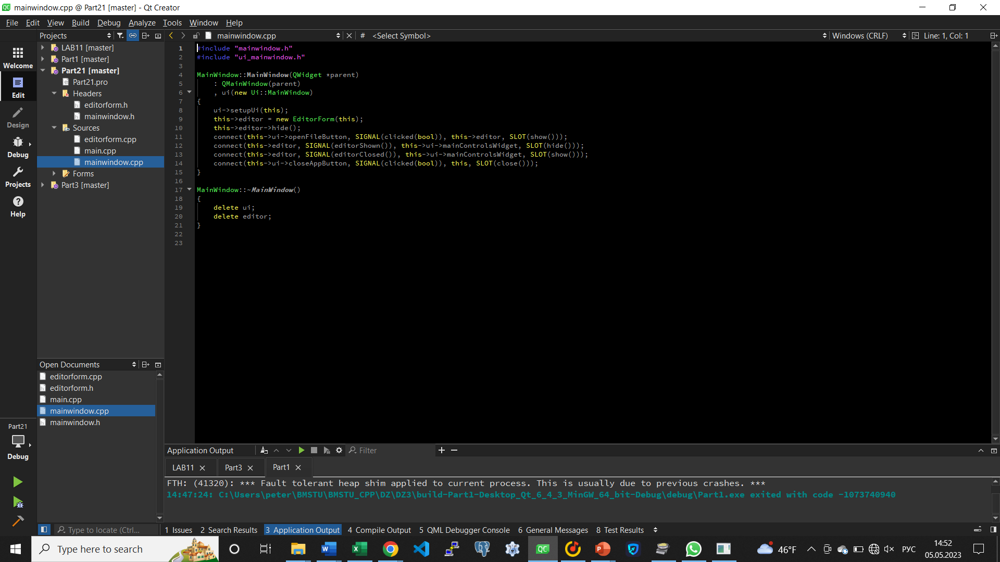 mainwindow.cpp @ Part21 [master] - Qt Creator
File Edit View Build Debug Analyze Tools Window Help
Projects
mainwindow.cpp
# <Select Symbol>
Windows (CRLF)
Line: 1, Col: 1
Welcome
Edit
Design
Debug
Projects
Help
LAB11 [master]
Part1 [master]
Part21 [master]
Part21.pro
Headers
editorform.h
mainwindow.h
Sources
editorform.cpp
main.cpp
mainwindow.cpp
Forms
Part3 [master]
1 #include "mainwindow.h"
2 #include "ui_mainwindow.h"
3
4 MainWindow::MainWindow(QWidget *parent)
5 : QMainWindow(parent)
6 , ui(new Ui::MainWindow)
7 {
8 ui->setupUi(this);
9 this->editor = new EditorForm(this);
10 this->editor->hide();
11 connect(this->ui->openFileButton, SIGNAL(clicked(bool)), this->editor, SLOT(show()));
12 connect(this->editor, SIGNAL(editorShown()), this->ui->mainControlsWidget, SLOT(hide()));
13 connect(this->editor, SIGNAL(editorClosed()), this->ui->mainControlsWidget, SLOT(show()));
14 connect(this->ui->closeAppButton, SIGNAL(clicked(bool)), this, SLOT(close()));
15 }
16
17 MainWindow::~MainWindow()
18 {
19 delete ui;
20 delete editor;
21 }
22
23
Open Documents
editorform.cpp
editorform.h
main.cpp
mainwindow.cpp
mainwindow.h
Part21
Debug
Application Output
Filter
LAB11
Part3
Part1
FTH: (41320): *** Fault tolerant heap shim applied to current process. This is usually due to previous crashes. ***
14:47:24: C:\Users\peter\BMSTU\BMSTU_CPP\DZ\DZ3\build-Part1-Desktop_Qt_6_4_3_MinGW_64_bit-Debug\debug\Part1.exe exited with code -1073740940
Type to locate (Ctrl...
1 Issues 2 Search Results 3 Application Output 4 Compile Output 5 QML Debugger Console 6 General Messages 8 Test Results
Type here to search
46°F
РУС
14:52
05.05.2023